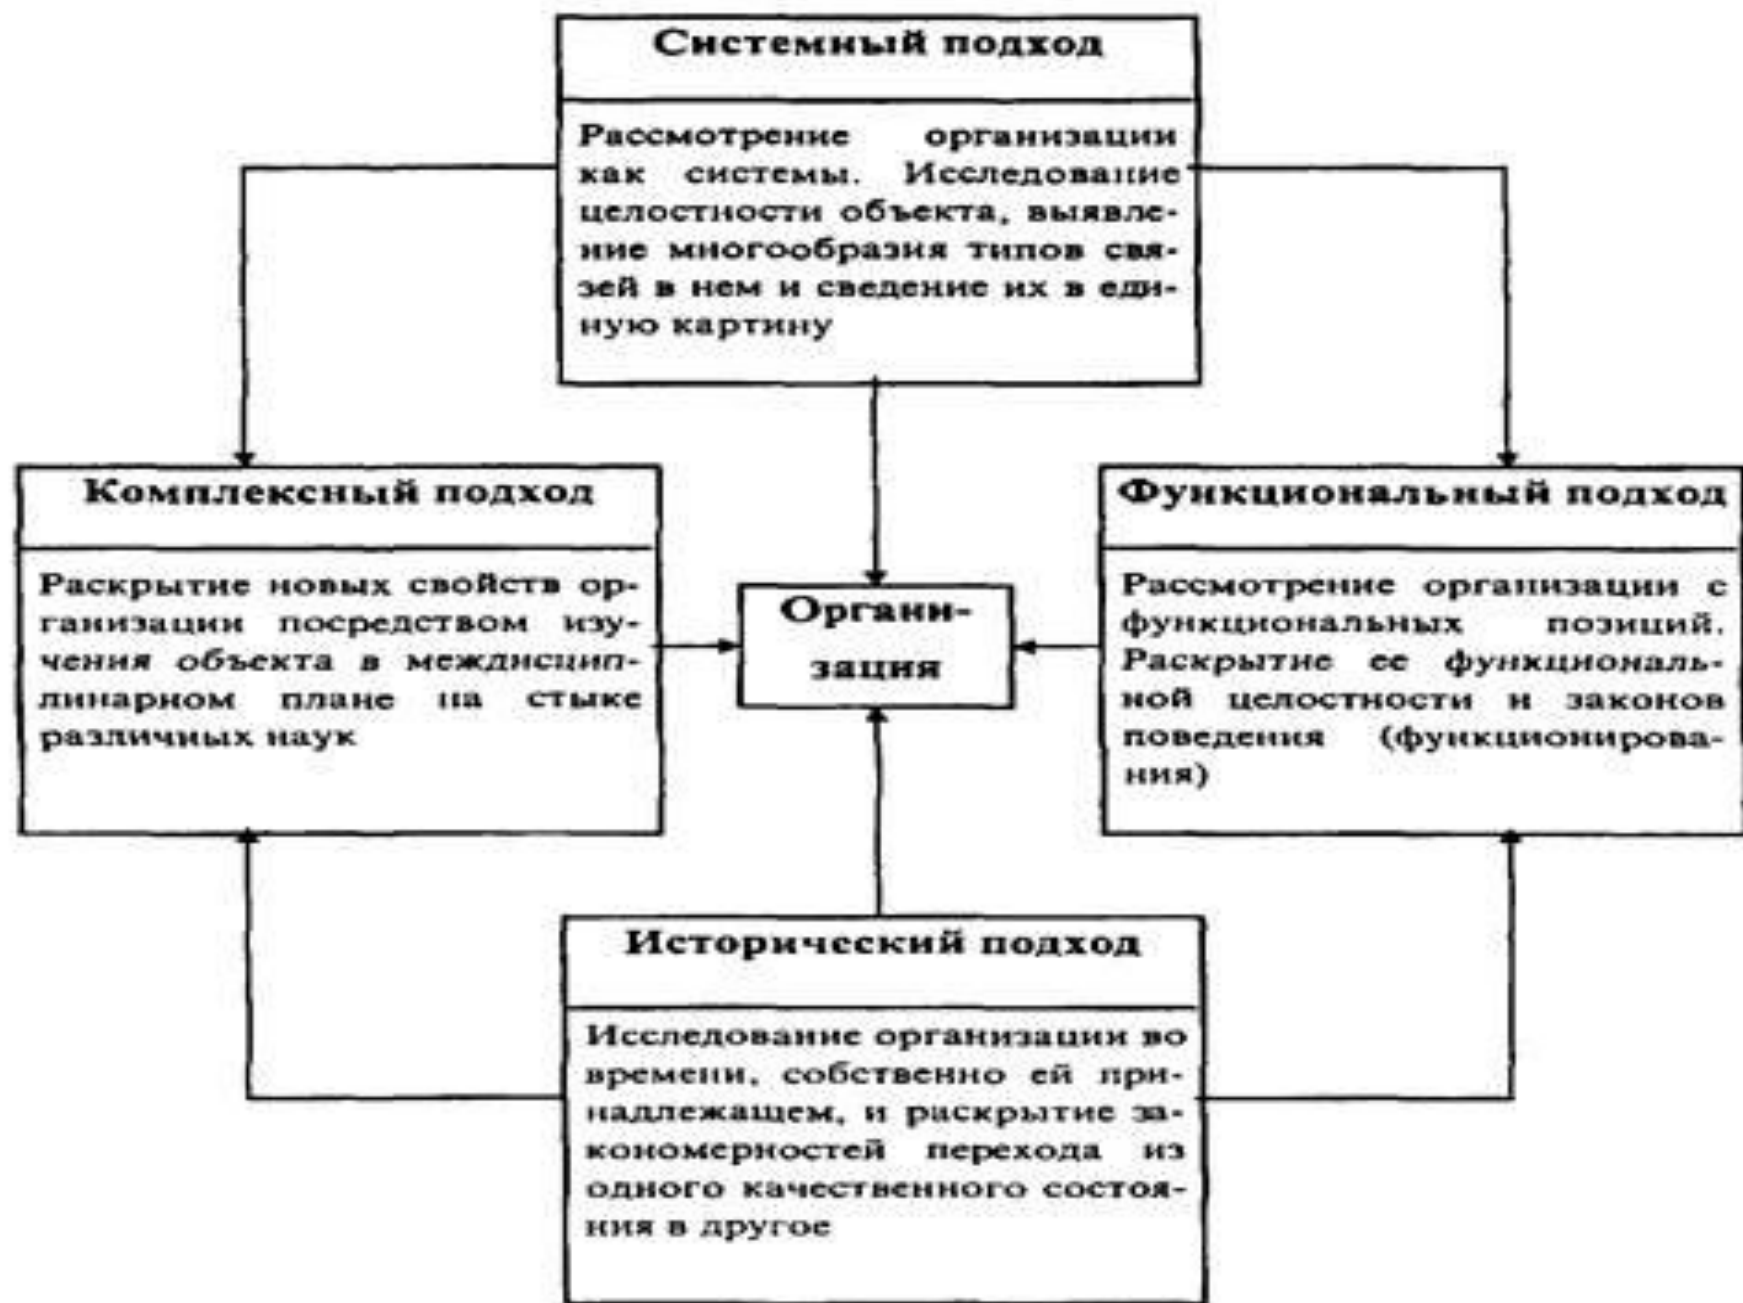 Системный подход
Рассмотрение организации
как системы. Исследование
целостности объекта, выявле-
ние многообразия типов свя-
зей в нем и сведение их в еди-
ную картину
Комплексный подход
Раскрытие новых свойств ор-
ганизации посредством изу-
чения объекта в междисцип-
линарном плане на стыке
различных наук
Органи-
зация
Функциональный подход
Рассмотрение организации с
функциональных позиций.
Раскрытие ее функциональ-
ной целостности и законов
поведения (функционирова-
ния)
Исторический подход
Исследование организации во
времени, собственно ей при-
надлежащем, и раскрытие за-
кономерностей перехода из
одного качественного состоя-
ния в другое